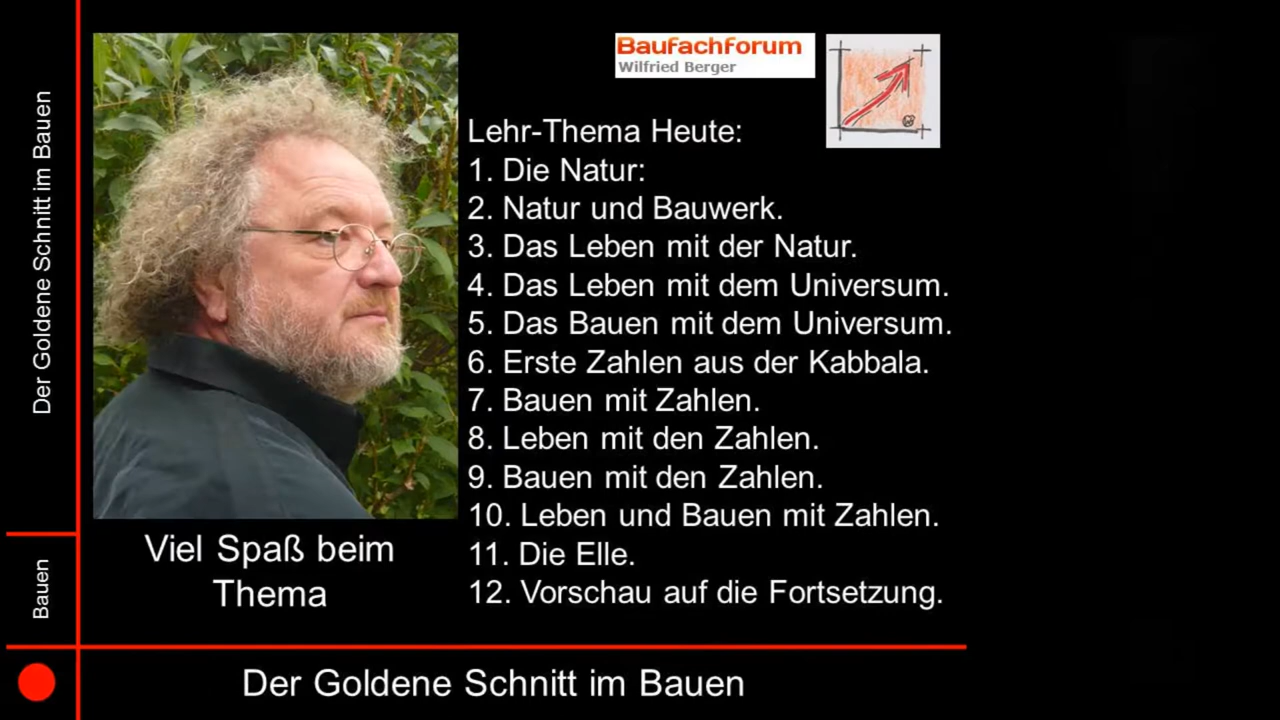 Baufachforum
Wilfried Berger
Lehr-Thema Heute:
1. Die Natur:
2. Natur und Bauwerk.
3. Das Leben mit der Natur.
4. Das Leben mit dem Universum.
5. Das Bauen mit dem Universum.
6. Erste Zahlen aus der Kabbala.
7. Bauen mit Zahlen.
8. Leben mit den Zahlen.
9. Bauen mit den Zahlen.
10. Leben und Bauen mit Zahlen.
11. Die Elle.
12. Vorschau auf die Fortsetzung.
Viel Spaß beim
Thema
Der Goldene Schnitt im Bauen
Bauen
Der Goldene Schnitt im Bauen